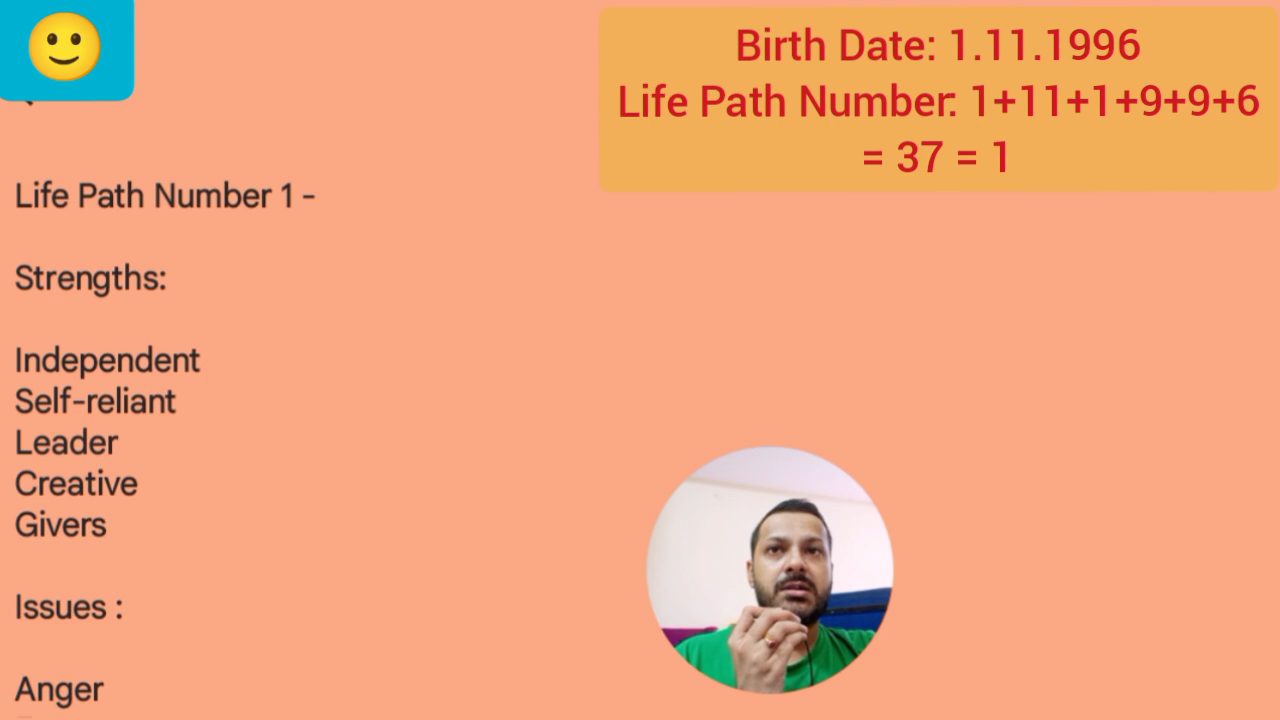 Birth Date: 1.11.1996
Life Path Number: 1+11+1+9+9+6
= 37 = 1
Life Path Number 1 -
Strengths:
Independent
Self-reliant
Leader
Creative
Givers
Issues :
Anger